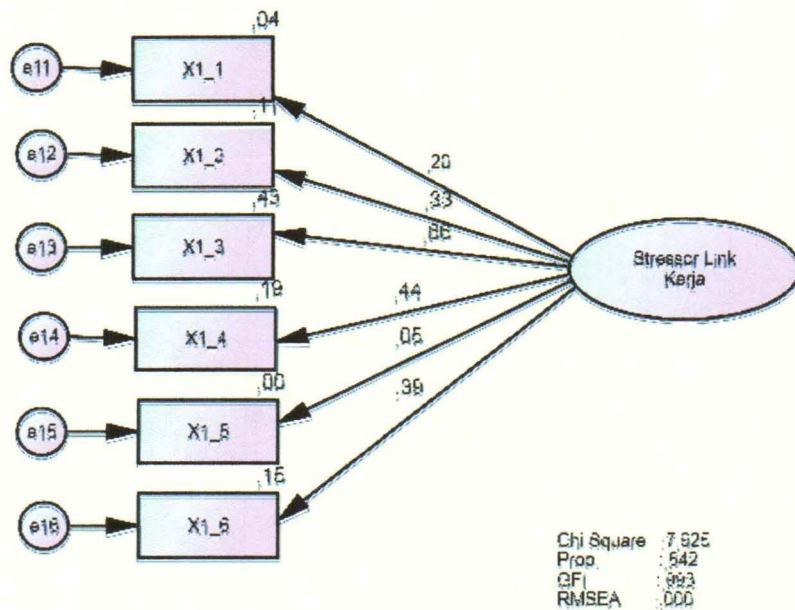 ,04
e11
X1_1
,11
e12
X1_2
,20
,33
,43
e13
X1_3
,66
Stressor Link
Kerja
,19
e14
X1_4
,44
,05
,00
e15
X1_5
,39
,15
e16
X1_6
Chi Square
Prop
GFI
RMSEA ,000